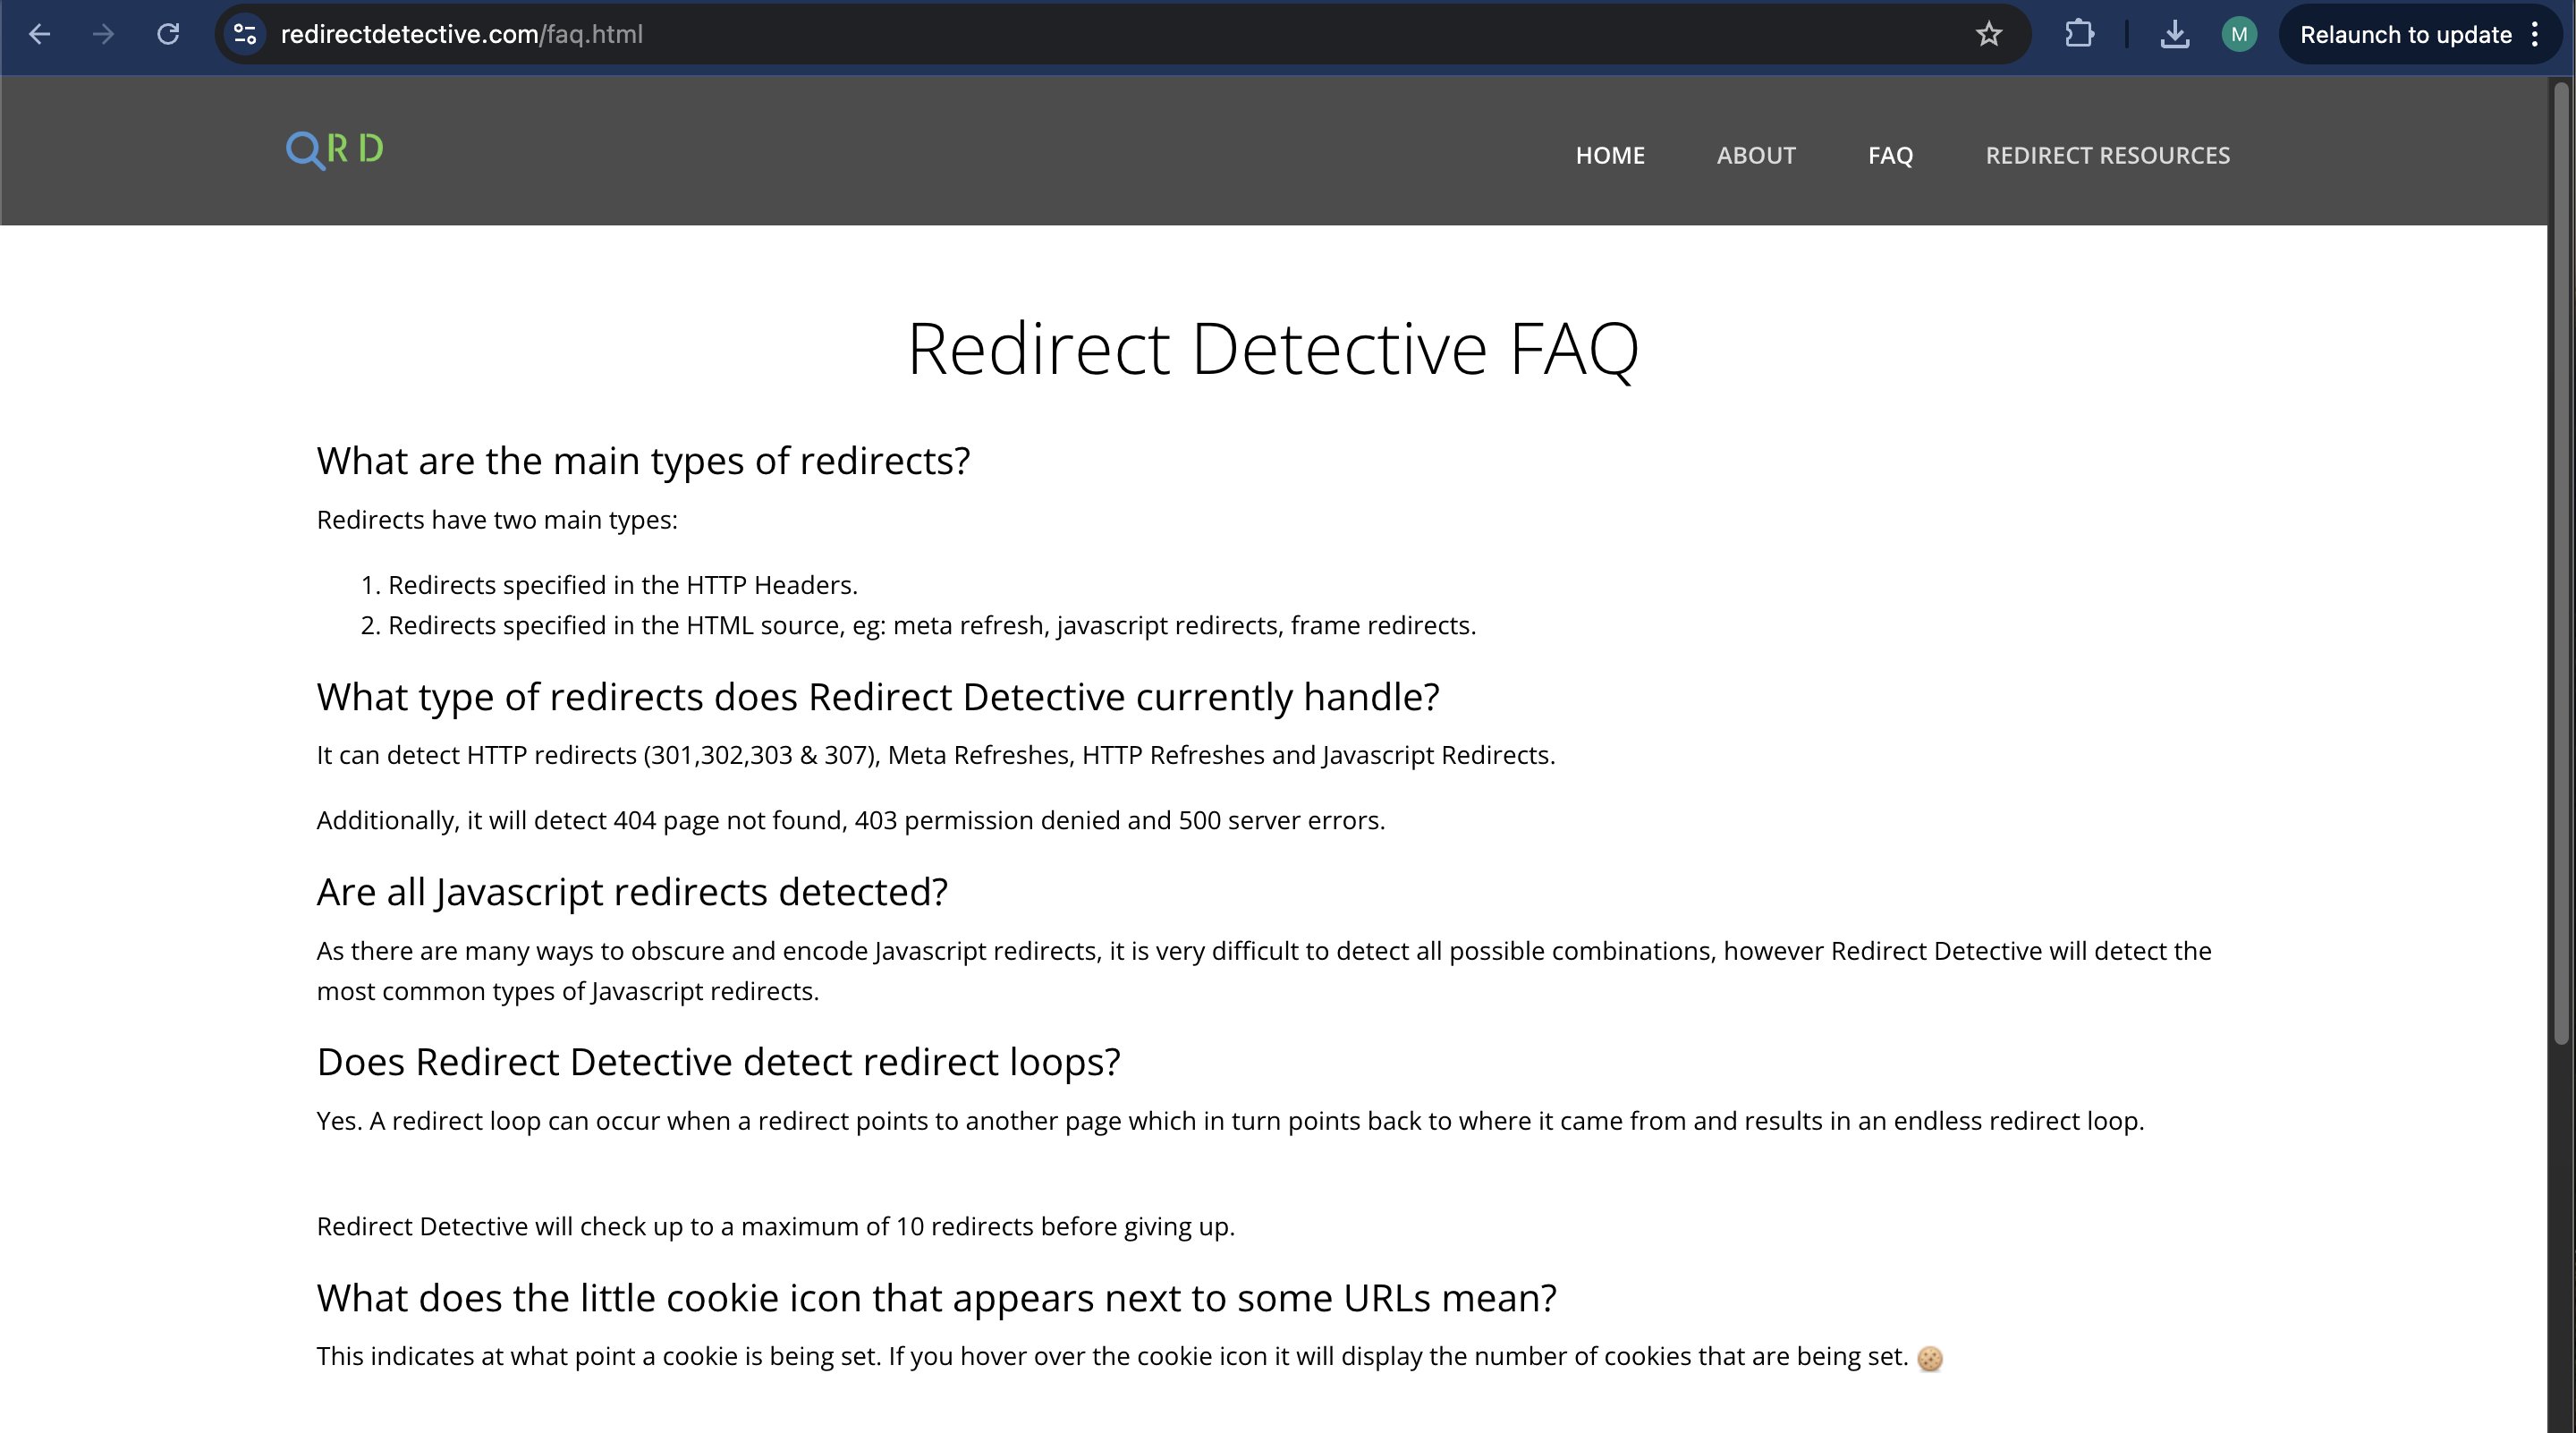 redirectdetective.com/faq.html
M
Relaunch to update
R D
HOME
ABOUT
FAQ
REDIRECT RESOURCES
Redirect Detective FAQ
What are the main types of redirects?
Redirects have two main types:
1. Redirects specified in the HTTP Headers.
2. Redirects specified in the HTML source, eg: meta refresh, javascript redirects, frame redirects.
What type of redirects does Redirect Detective currently handle?
It can detect HTTP redirects (301,302,303 & 307), Meta Refreshes, HTTP Refreshes and Javascript Redirects.
Additionally, it will detect 404 page not found, 403 permission denied and 500 server errors.
Are all Javascript redirects detected?
As there are many ways to obscure and encode Javascript redirects, it is very difficult to detect all possible combinations, however Redirect Detective will detect the
most common types of Javascript redirects.
Does Redirect Detective detect redirect loops?
Yes. A redirect loop can occur when a redirect points to another page which in turn points back to where it came from and results in an endless redirect loop.
Redirect Detective will check up to a maximum of 10 redirects before giving up.
What does the little cookie icon that appears next to some URLs mean?
This indicates at what point a cookie is being set. If you hover over the cookie icon it will display the number of cookies that are being set.